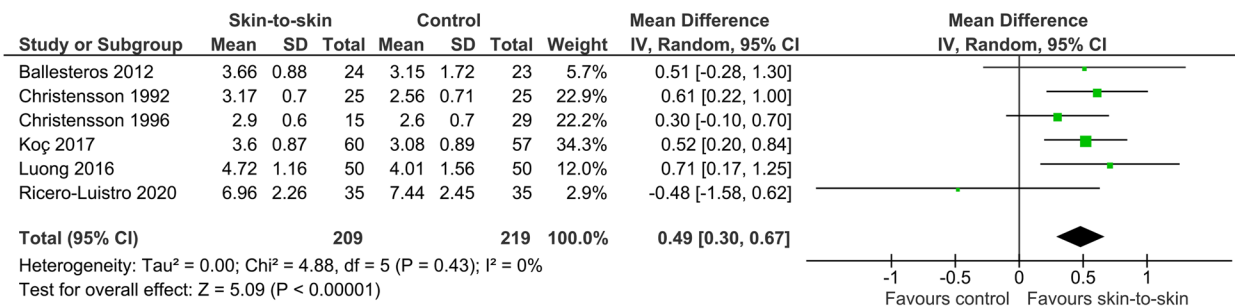 Skin-to-skin Control Mean Difference Mean Difference
Study or Subgroup Mean SD Total Mean SD Total Weight IV, Random, 95% CI IV, Random, 95% CI
Ballesteros 2012 3.66 0.88 24 3.15 1.72 23 5.7% 0.51 [-0.28, 1.30]
Christensson 1992 3.17 0.7 25 2.56 0.71 25 22.9% 0.61 [0.22, 1.00]
Christensson 1996 2.9 0.6 15 2.6 0.7 29 22.2% 0.30 [-0.10, 0.70]
Koç 2017 3.6 0.87 60 3.08 0.89 57 34.3% 0.52 [0.20, 0.84]
Luong 2016 4.72 1.16 50 4.01 1.56 50 12.0% 0.71 [0.17, 1.25]
Ricero-Luistro 2020 6.96 2.26 35 7.44 2.45 35 2.9% -0.48 [-1.58, 0.62]
Total (95% CI) 209 219 100.0% 0.49 [0.30, 0.67]
Heterogeneity: Tau² = 0.00; Chi² = 4.88, df = 5 (P = 0.43); I² = 0%
Test for overall effect: Z = 5.09 (P < 0.00001)
-1 -0.5 0 0.5 1
Favours control Favours skin-to-skin